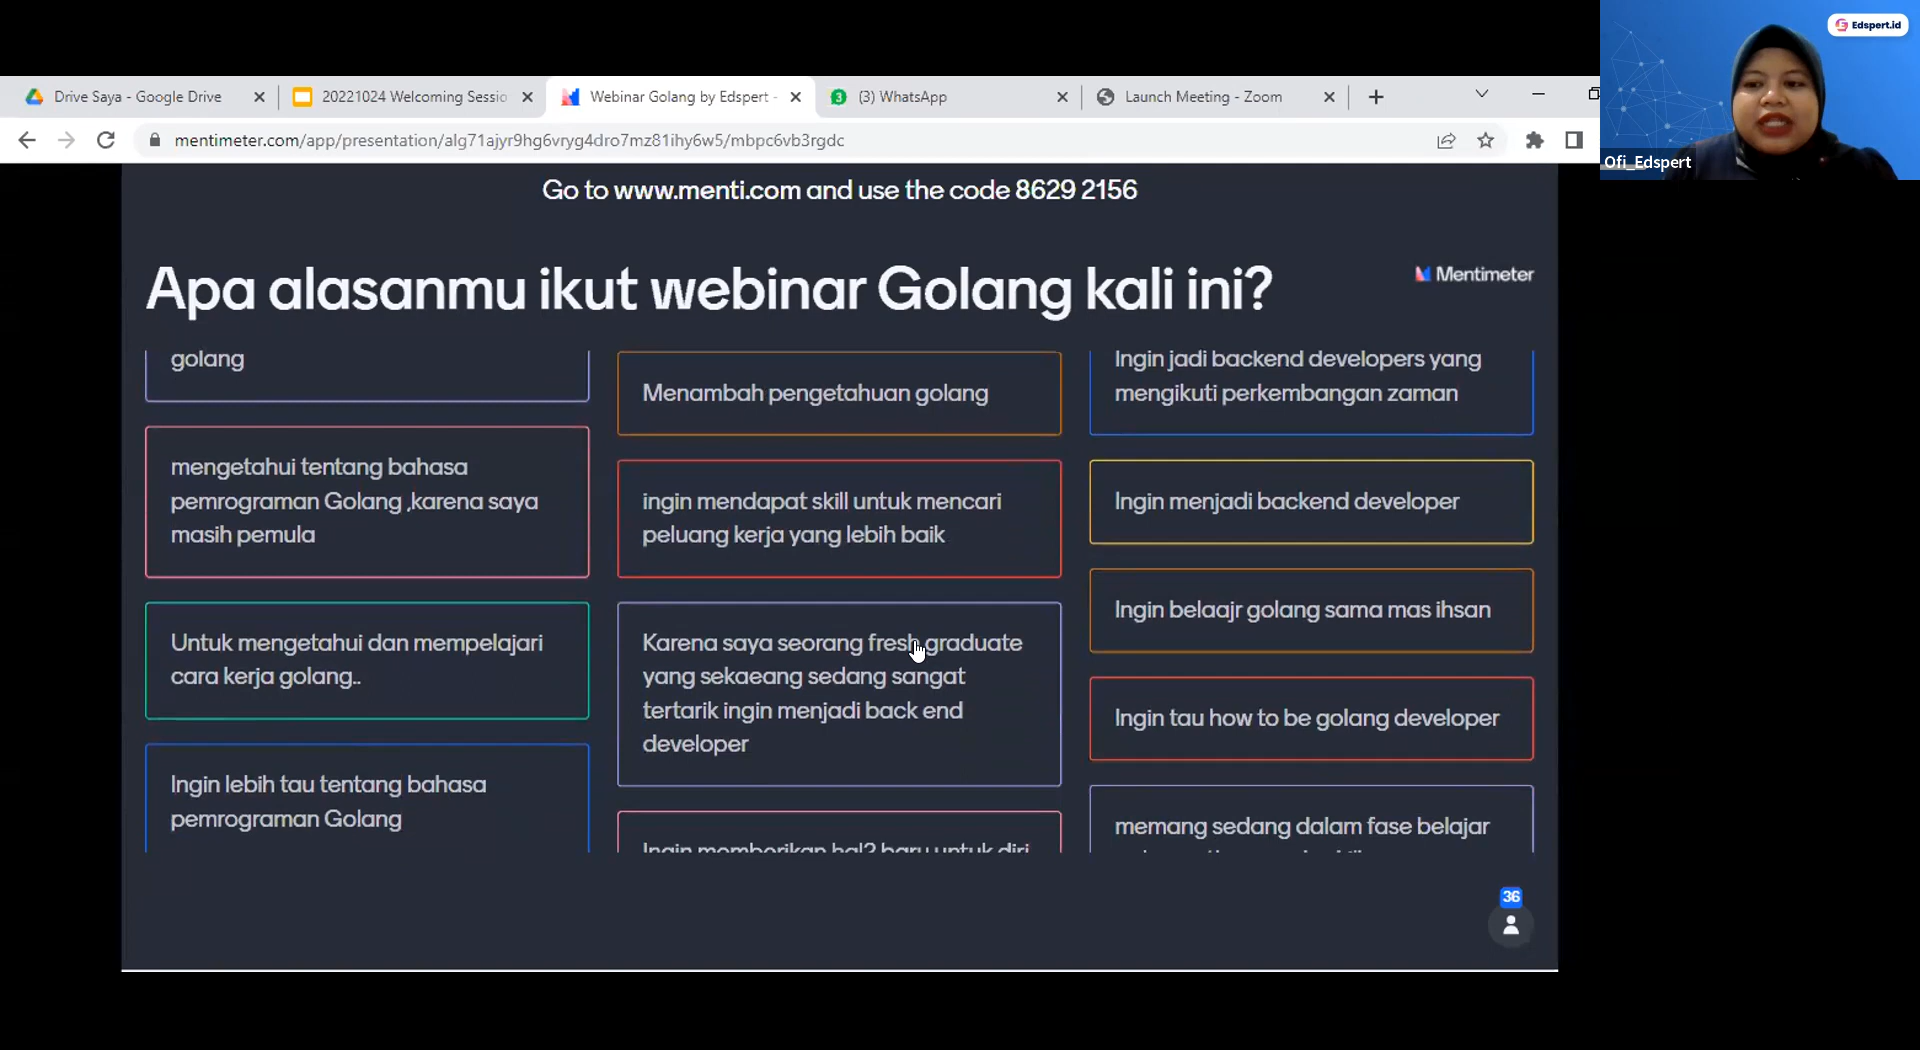 Drive Saya - Google Drive
20221024 Welcoming Sessio
Webinar Golang by Edspert -
(3) WhatsApp
Launch Meeting - Zoom
mentimeter.com/app/presentation/alg71ajyr9hg6vryg4dro7mz81ihy6w5/mbpc6vb3rgdc
Edspert.id
Ofi_Edspert
Go to www.menti.com and use the code 8629 2156
Apa alasanmu ikut webinar Golang kali ini?
Mentimeter
golang
mengetahui tentang bahasa
pemrograman Golang ,karena saya
masih pemula
Untuk mengetahui dan mempelajari
cara kerja golang..
Ingin lebih tau tentang bahasa
pemrograman Golang
Menambah pengetahuan golang
ingin mendapat skill untuk mencari
peluang kerja yang lebih baik
Karena saya seorang fresh graduate
yang sekaeang sedang sangat
tertarik ingin menjadi back end
developer
Ingin memberikan hal2 baru untuk diri
Ingin jadi backend developers yang
mengikuti perkembangan zaman
Ingin menjadi backend developer
Ingin belaajr golang sama mas ihsan
Ingin tau how to be golang developer
memang sedang dalam fase belajar
36